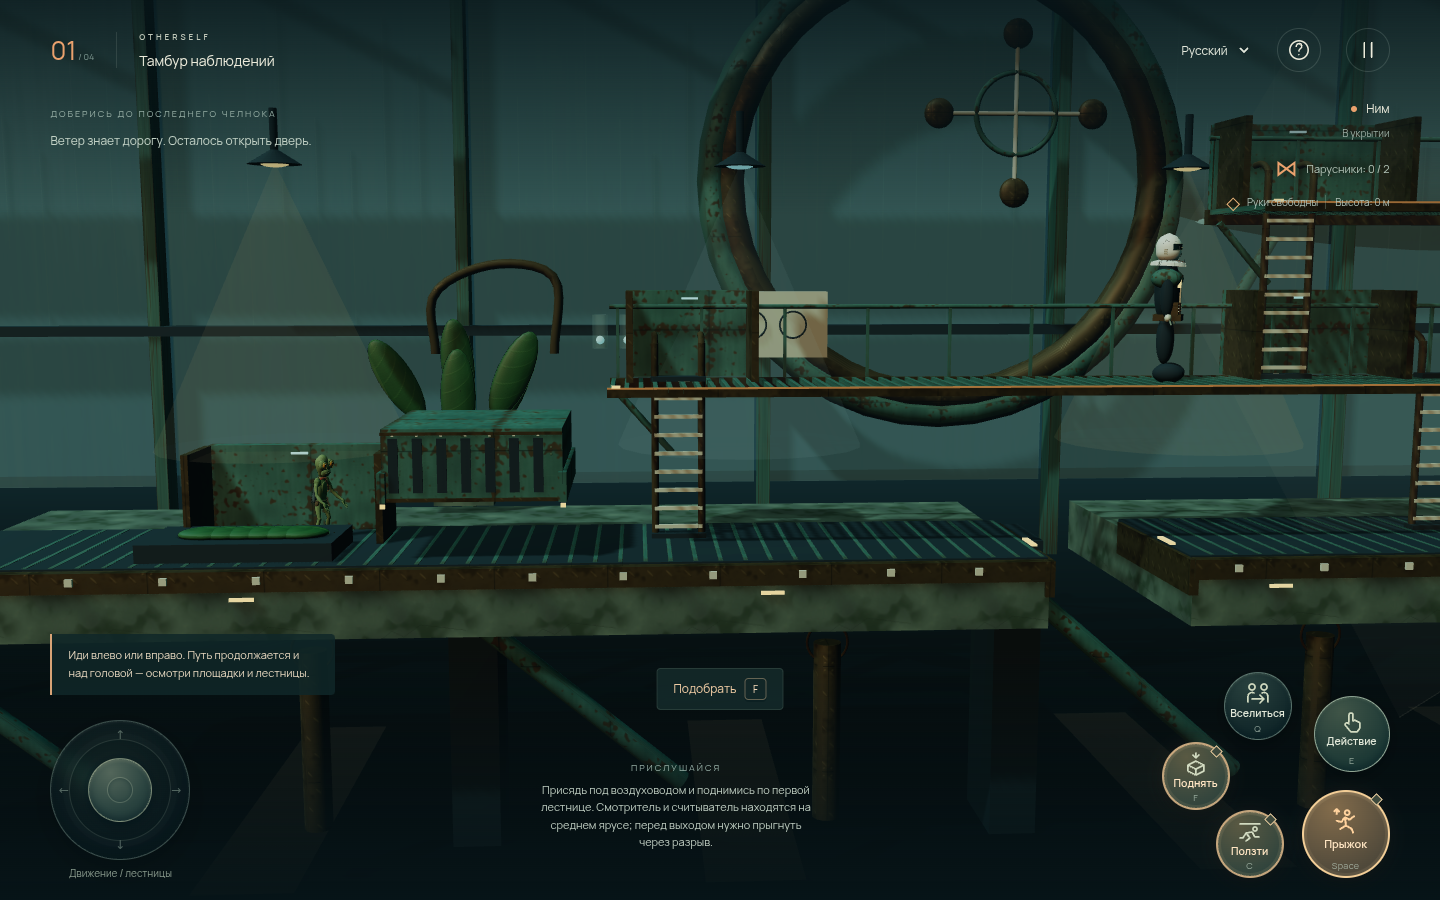 01 / 04
OTHERSELF
Тамбур наблюдений
Русский
ДОБЕРИСЬ ДО ПОСЛЕДНЕГО ЧЕЛНОКА
Ветер знает дорогу. Осталось открыть дверь.
Ним
В укрытии
Парусники: 0 / 2
Руки свободны
Высота: 0 м
Иди влево или вправо. Путь продолжается и
над головой — осмотри площадки и лестницы.
Подобрать F
Движение / лестницы
ПРИСЛУШАЙСЯ
Присядь под воздуховодом и поднимись по первой
лестнице. Смотритель и считыватель находятся на
среднем ярусе; перед выходом нужно прыгнуть
через разрыв.
Вселиться
Q
Действие
E
Поднять
F
Ползти
C
Прыжок
Space